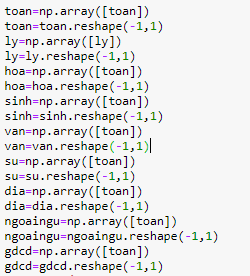 toan=np.array([toan])
toan=toan.reshape(-1,1)
ly=np.array([ly])
ly=ly.reshape(-1,1)
hoa=np.array([toan])
hoa=hoa.reshape(-1,1)
sinh=np.array([toan])
sinh=sinh.reshape(-1,1)
van=np.array([toan])
van=van.reshape(-1,1)
su=np.array([toan])
su=su.reshape(-1,1)
dia=np.array([toan])
dia=dia.reshape(-1,1)
ngoaingu=np.array([toan])
ngoaingu=ngoaingu.reshape(-1,1)
gdcd=np.array([toan])
gdcd=gdcd.reshape(-1,1)